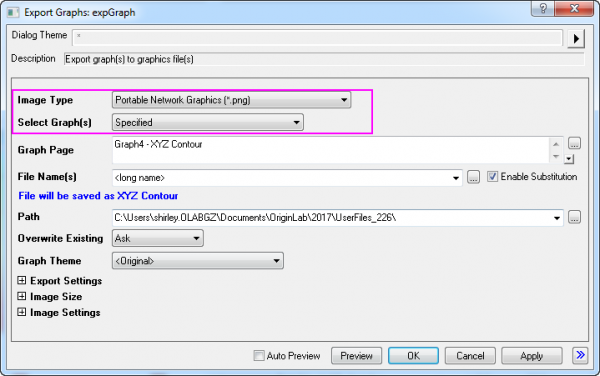 Export Graphs: expGraph
Dialog Theme *
Description Export graph(s) to graphics file(s)
Image Type Portable Network Graphics (*.png)
Select Graph(s) Specified
Graph Page Graph4 - XYZ Contour
File Name(s) <long name> ... Enable Substitution
File will be saved as XYZ Contour
Path C:\Users\shirley.OLABGZ\Documents\OriginLab\2017\UserFiles_226\ ...
Overwrite Existing Ask
Graph Theme <Original>
Export Settings
Image Size
Image Settings
Auto Preview Preview OK Cancel Apply